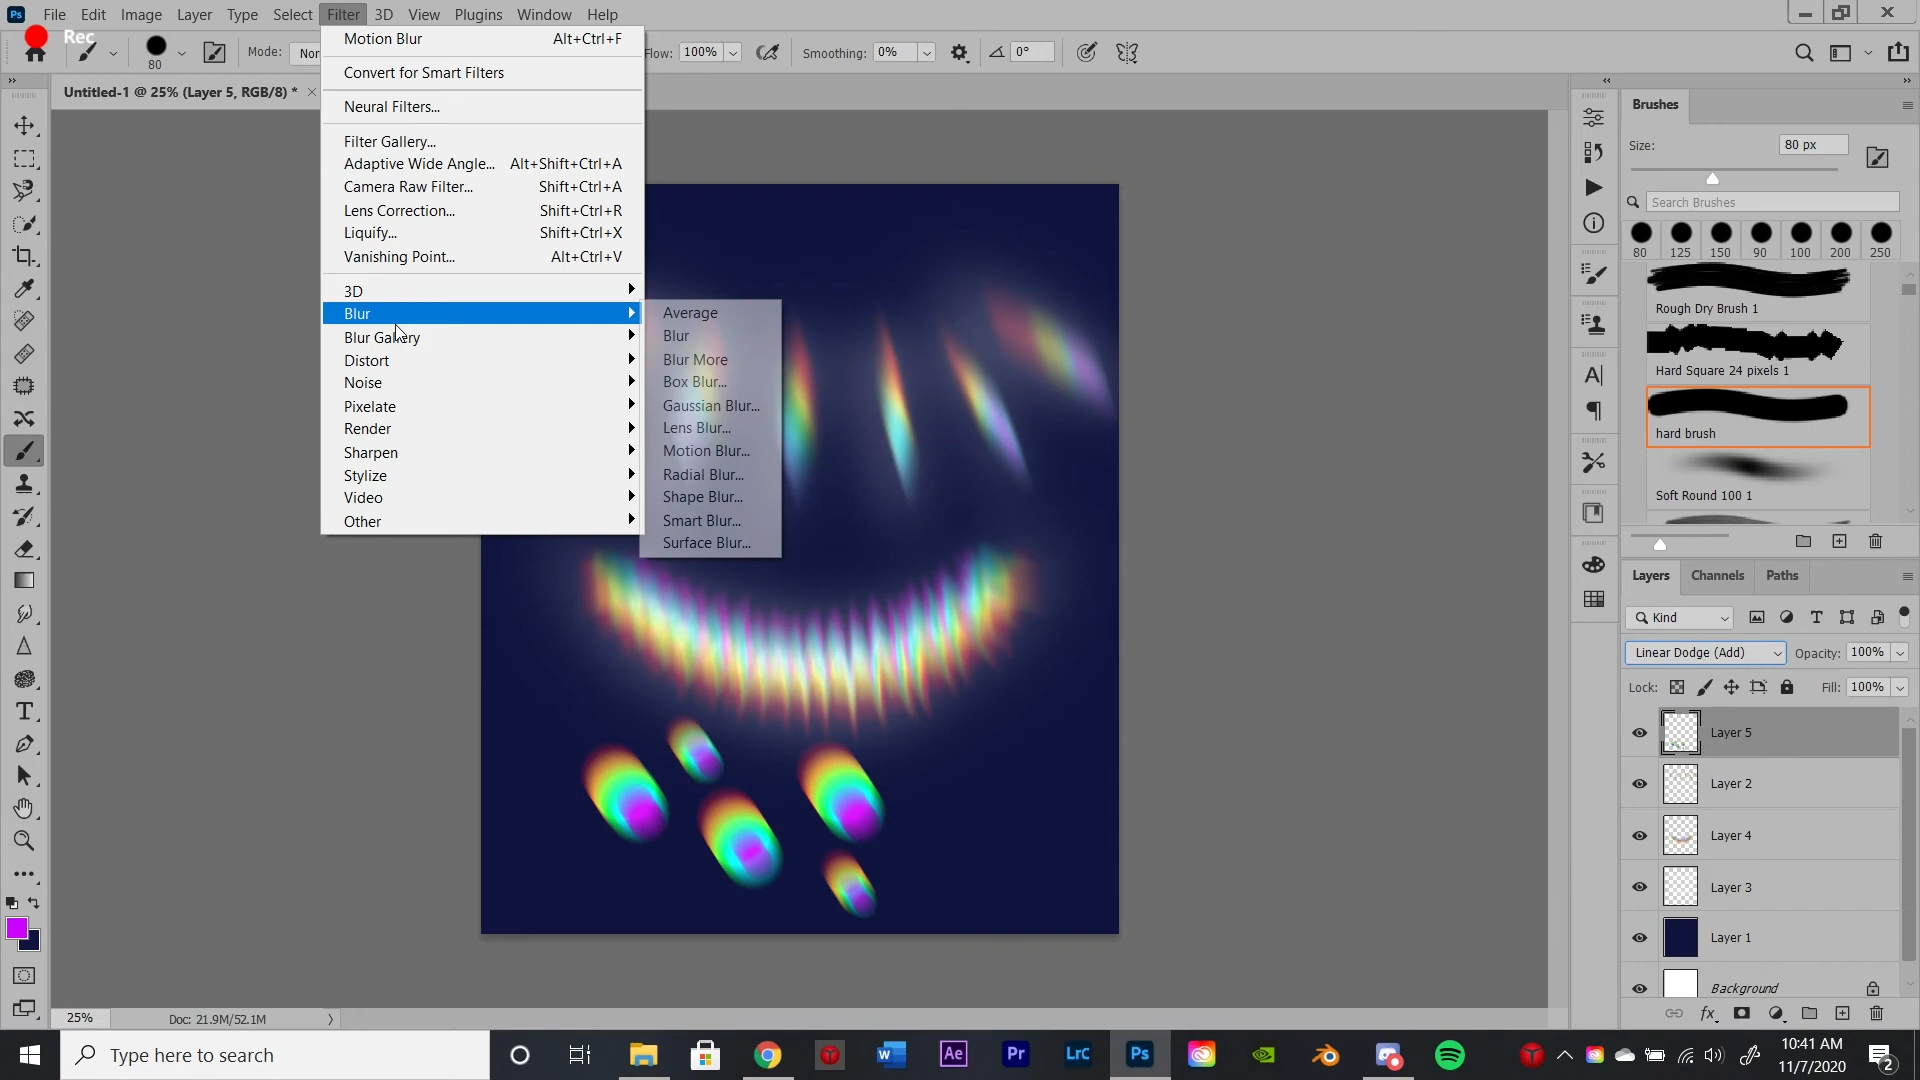 Ps File Edit Image Layer Type Select Filter 3D View Plugins Window Help
Rec
80
Mode: Nor
Flow: 100%
Smoothing: 0%
0°
Untitled-1 @ 25% (Layer 5, RGB/8) *
Motion Blur Alt+Ctrl+F
Convert for Smart Filters
Neural Filters...
Filter Gallery...
Adaptive Wide Angle... Alt+Shift+Ctrl+A
Camera Raw Filter... Shift+Ctrl+A
Lens Correction... Shift+Ctrl+R
Liquify... Shift+Ctrl+X
Vanishing Point... Alt+Ctrl+V
3D
Blur
Blur Gallery
Distort
Noise
Pixelate
Render
Sharpen
Stylize
Video
Other
Average
Blur
Blur More
Box Blur...
Gaussian Blur...
Lens Blur...
Motion Blur...
Radial Blur...
Shape Blur...
Smart Blur...
Surface Blur...
Brushes
Size: 80 px
Search Brushes
80 125 150 90 100 200 250
Rough Dry Brush 1
Hard Square 24 pixels 1
hard brush
Soft Round 100 1
Layers Channels Paths
Kind
Linear Dodge (Add) Opacity: 100%
Lock: Fill: 100%
Layer 5
Layer 2
Layer 4
Layer 3
Layer 1
Background
fx
25% Doc: 21.9M/52.1M
Type here to search
Ae Pr LrC Ps
10:41 AM
11/7/2020
2